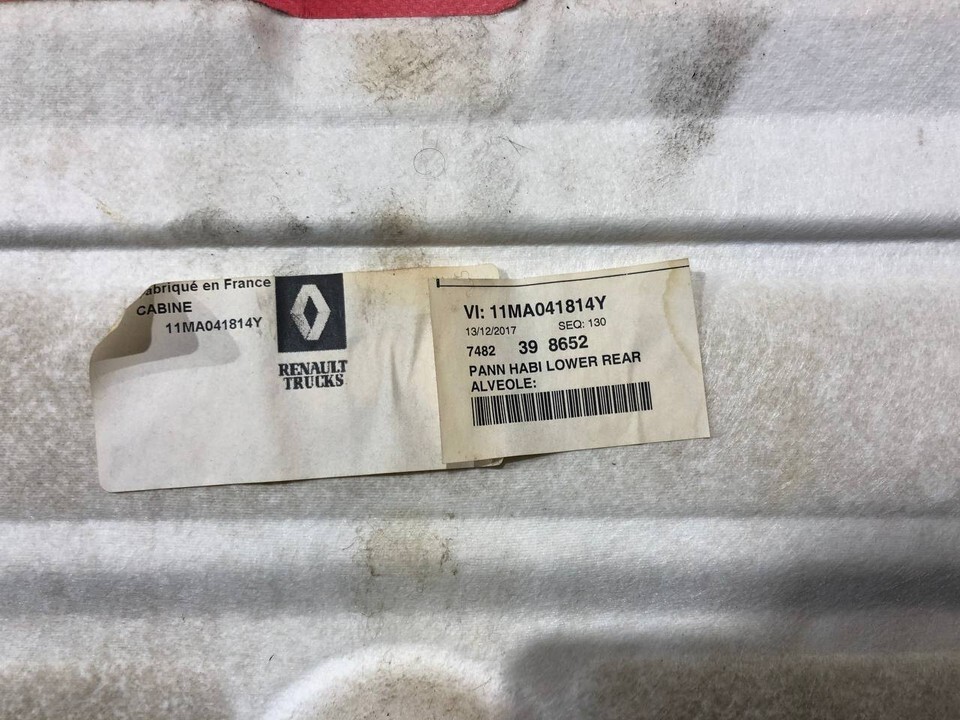 abriqué en France
CABINE
11MA041814Y
RENAULT
TRUCKS
VI: 11MA041814Y
13/12/2017 SEQ: 130
7482 39 8652
PANN HABI LOWER REAR
ALVEOLE: